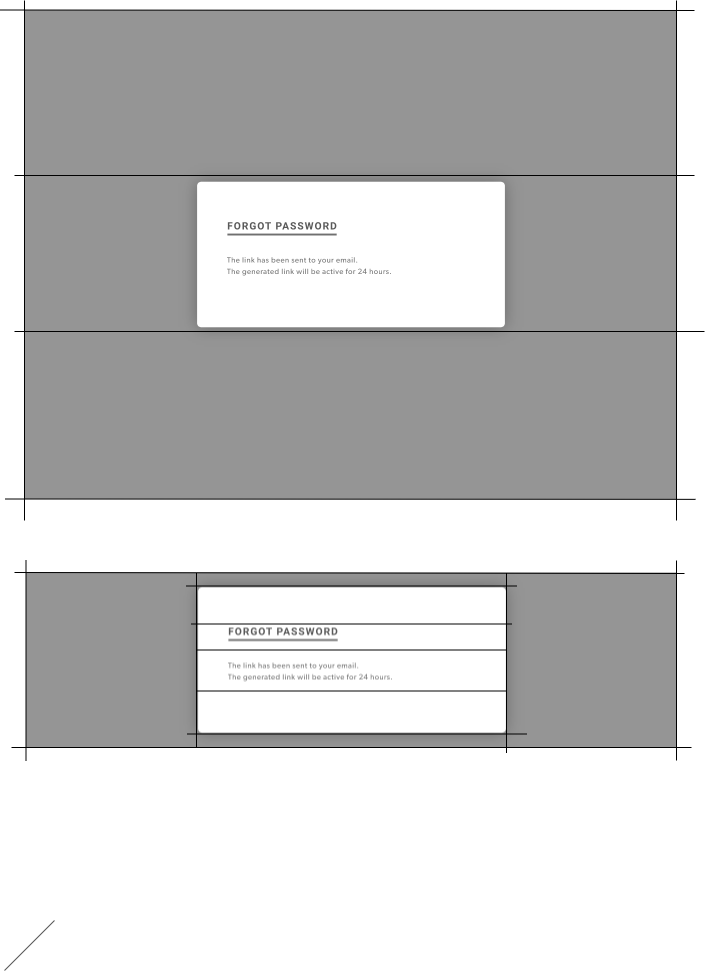 FORGOT PASSWORD
The link has been sent to your email.
The generated link will be active for 24 hours.
FORGOT PASSWORD
The link has been sent to your email.
The generated link will be active for 24 hours.